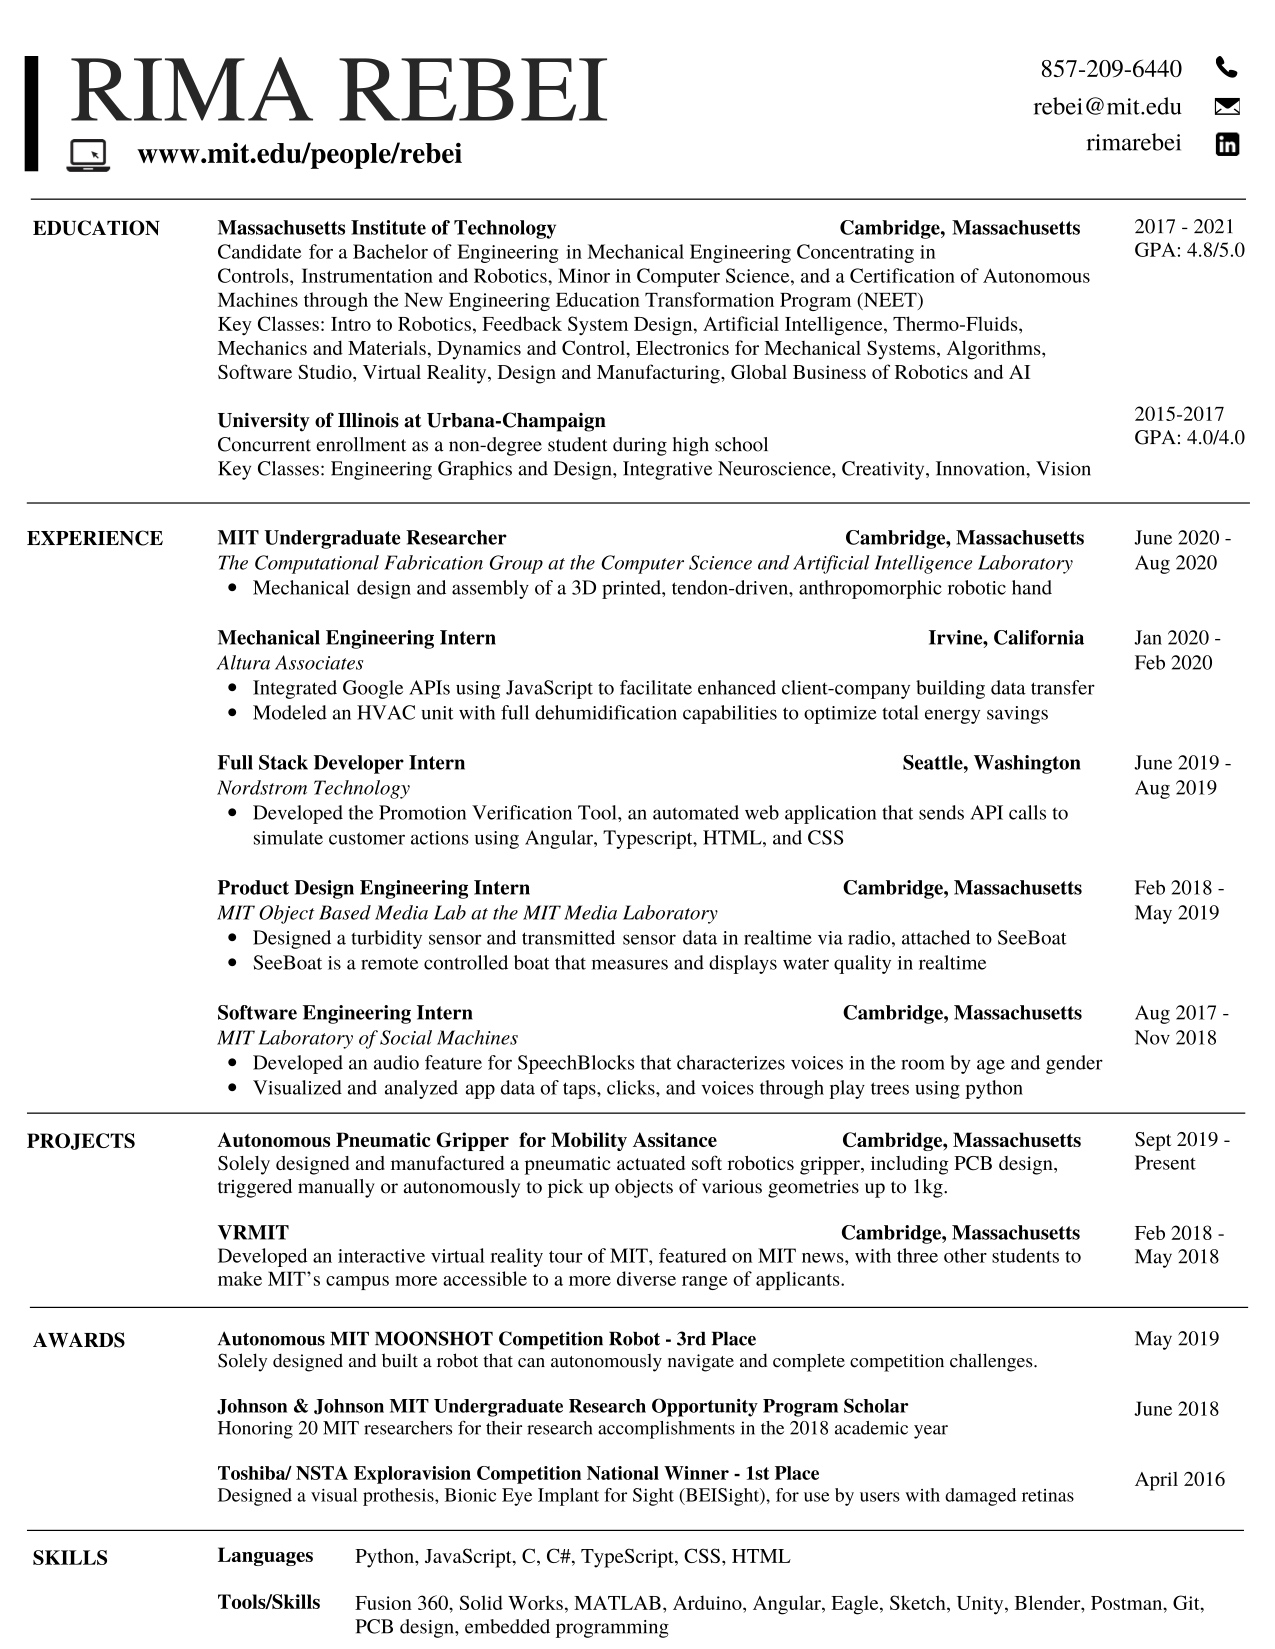 RIMA REBEI
www.mit.edu/people/rebei
857-209-6440
rebei@mit.edu
rimarebei
in
EDUCATION
Massachusetts Institute of Technology Cambridge, Massachusetts 2017 - 2021
Candidate for a Bachelor of Engineering in Mechanical Engineering Concentrating in GPA: 4.8/5.0
Controls, Instrumentation and Robotics, Minor in Computer Science, and a Certification of Autonomous
Machines through the New Engineering Education Transformation Program (NEET)
Key Classes: Intro to Robotics, Feedback System Design, Artificial Intelligence, Thermo-Fluids,
Mechanics and Materials, Dynamics and Control, Electronics for Mechanical Systems, Algorithms,
Software Studio, Virtual Reality, Design and Manufacturing, Global Business of Robotics and AI
University of Illinois at Urbana-Champaign 2015-2017
Concurrent enrollment as a non-degree student during high school GPA: 4.0/4.0
Key Classes: Engineering Graphics and Design, Integrative Neuroscience, Creativity, Innovation, Vision
EXPERIENCE
MIT Undergraduate Researcher Cambridge, Massachusetts June 2020 -
The Computational Fabrication Group at the Computer Science and Artificial Intelligence Laboratory Aug 2020
• Mechanical design and assembly of a 3D printed, tendon-driven, anthropomorphic robotic hand
Mechanical Engineering Intern Irvine, California Jan 2020 -
Altura Associates Feb 2020
• Integrated Google APIs using JavaScript to facilitate enhanced client-company building data transfer
• Modeled an HVAC unit with full dehumidification capabilities to optimize total energy savings
Full Stack Developer Intern Seattle, Washington June 2019 -
Nordstrom Technology Aug 2019
• Developed the Promotion Verification Tool, an automated web application that sends API calls to
simulate customer actions using Angular, Typescript, HTML, and CSS
Product Design Engineering Intern Cambridge, Massachusetts Feb 2018 -
MIT Object Based Media Lab at the MIT Media Laboratory May 2019
• Designed a turbidity sensor and transmitted sensor data in realtime via radio, attached to SeeBoat
• SeeBoat is a remote controlled boat that measures and displays water quality in realtime
Software Engineering Intern Cambridge, Massachusetts Aug 2017 -
MIT Laboratory of Social Machines Nov 2018
• Developed an audio feature for SpeechBlocks that characterizes voices in the room by age and gender
• Visualized and analyzed app data of taps, clicks, and voices through play trees using python
PROJECTS
Autonomous Pneumatic Gripper for Mobility Assitance Cambridge, Massachusetts Sept 2019 -
Solely designed and manufactured a pneumatic actuated soft robotics gripper, including PCB design, Present
triggered manually or autonomously to pick up objects of various geometries up to 1kg.
VRMIT Cambridge, Massachusetts Feb 2018 -
Developed an interactive virtual reality tour of MIT, featured on MIT news, with three other students to May 2018
make MIT's campus more accessible to a more diverse range of applicants.
AWARDS
Autonomous MIT MOONSHOT Competition Robot - 3rd Place May 2019
Solely designed and built a robot that can autonomously navigate and complete competition challenges.
Johnson & Johnson MIT Undergraduate Research Opportunity Program Scholar June 2018
Honoring 20 MIT researchers for their research accomplishments in the 2018 academic year
Toshiba/ NSTA Exploravision Competition National Winner - 1st Place April 2016
Designed a visual prothesis, Bionic Eye Implant for Sight (BEISight), for use by users with damaged retinas
SKILLS
Languages Python, JavaScript, C, C#, TypeScript, CSS, HTML
Tools/Skills Fusion 360, Solid Works, MATLAB, Arduino, Angular, Eagle, Sketch, Unity, Blender, Postman, Git,
PCB design, embedded programming